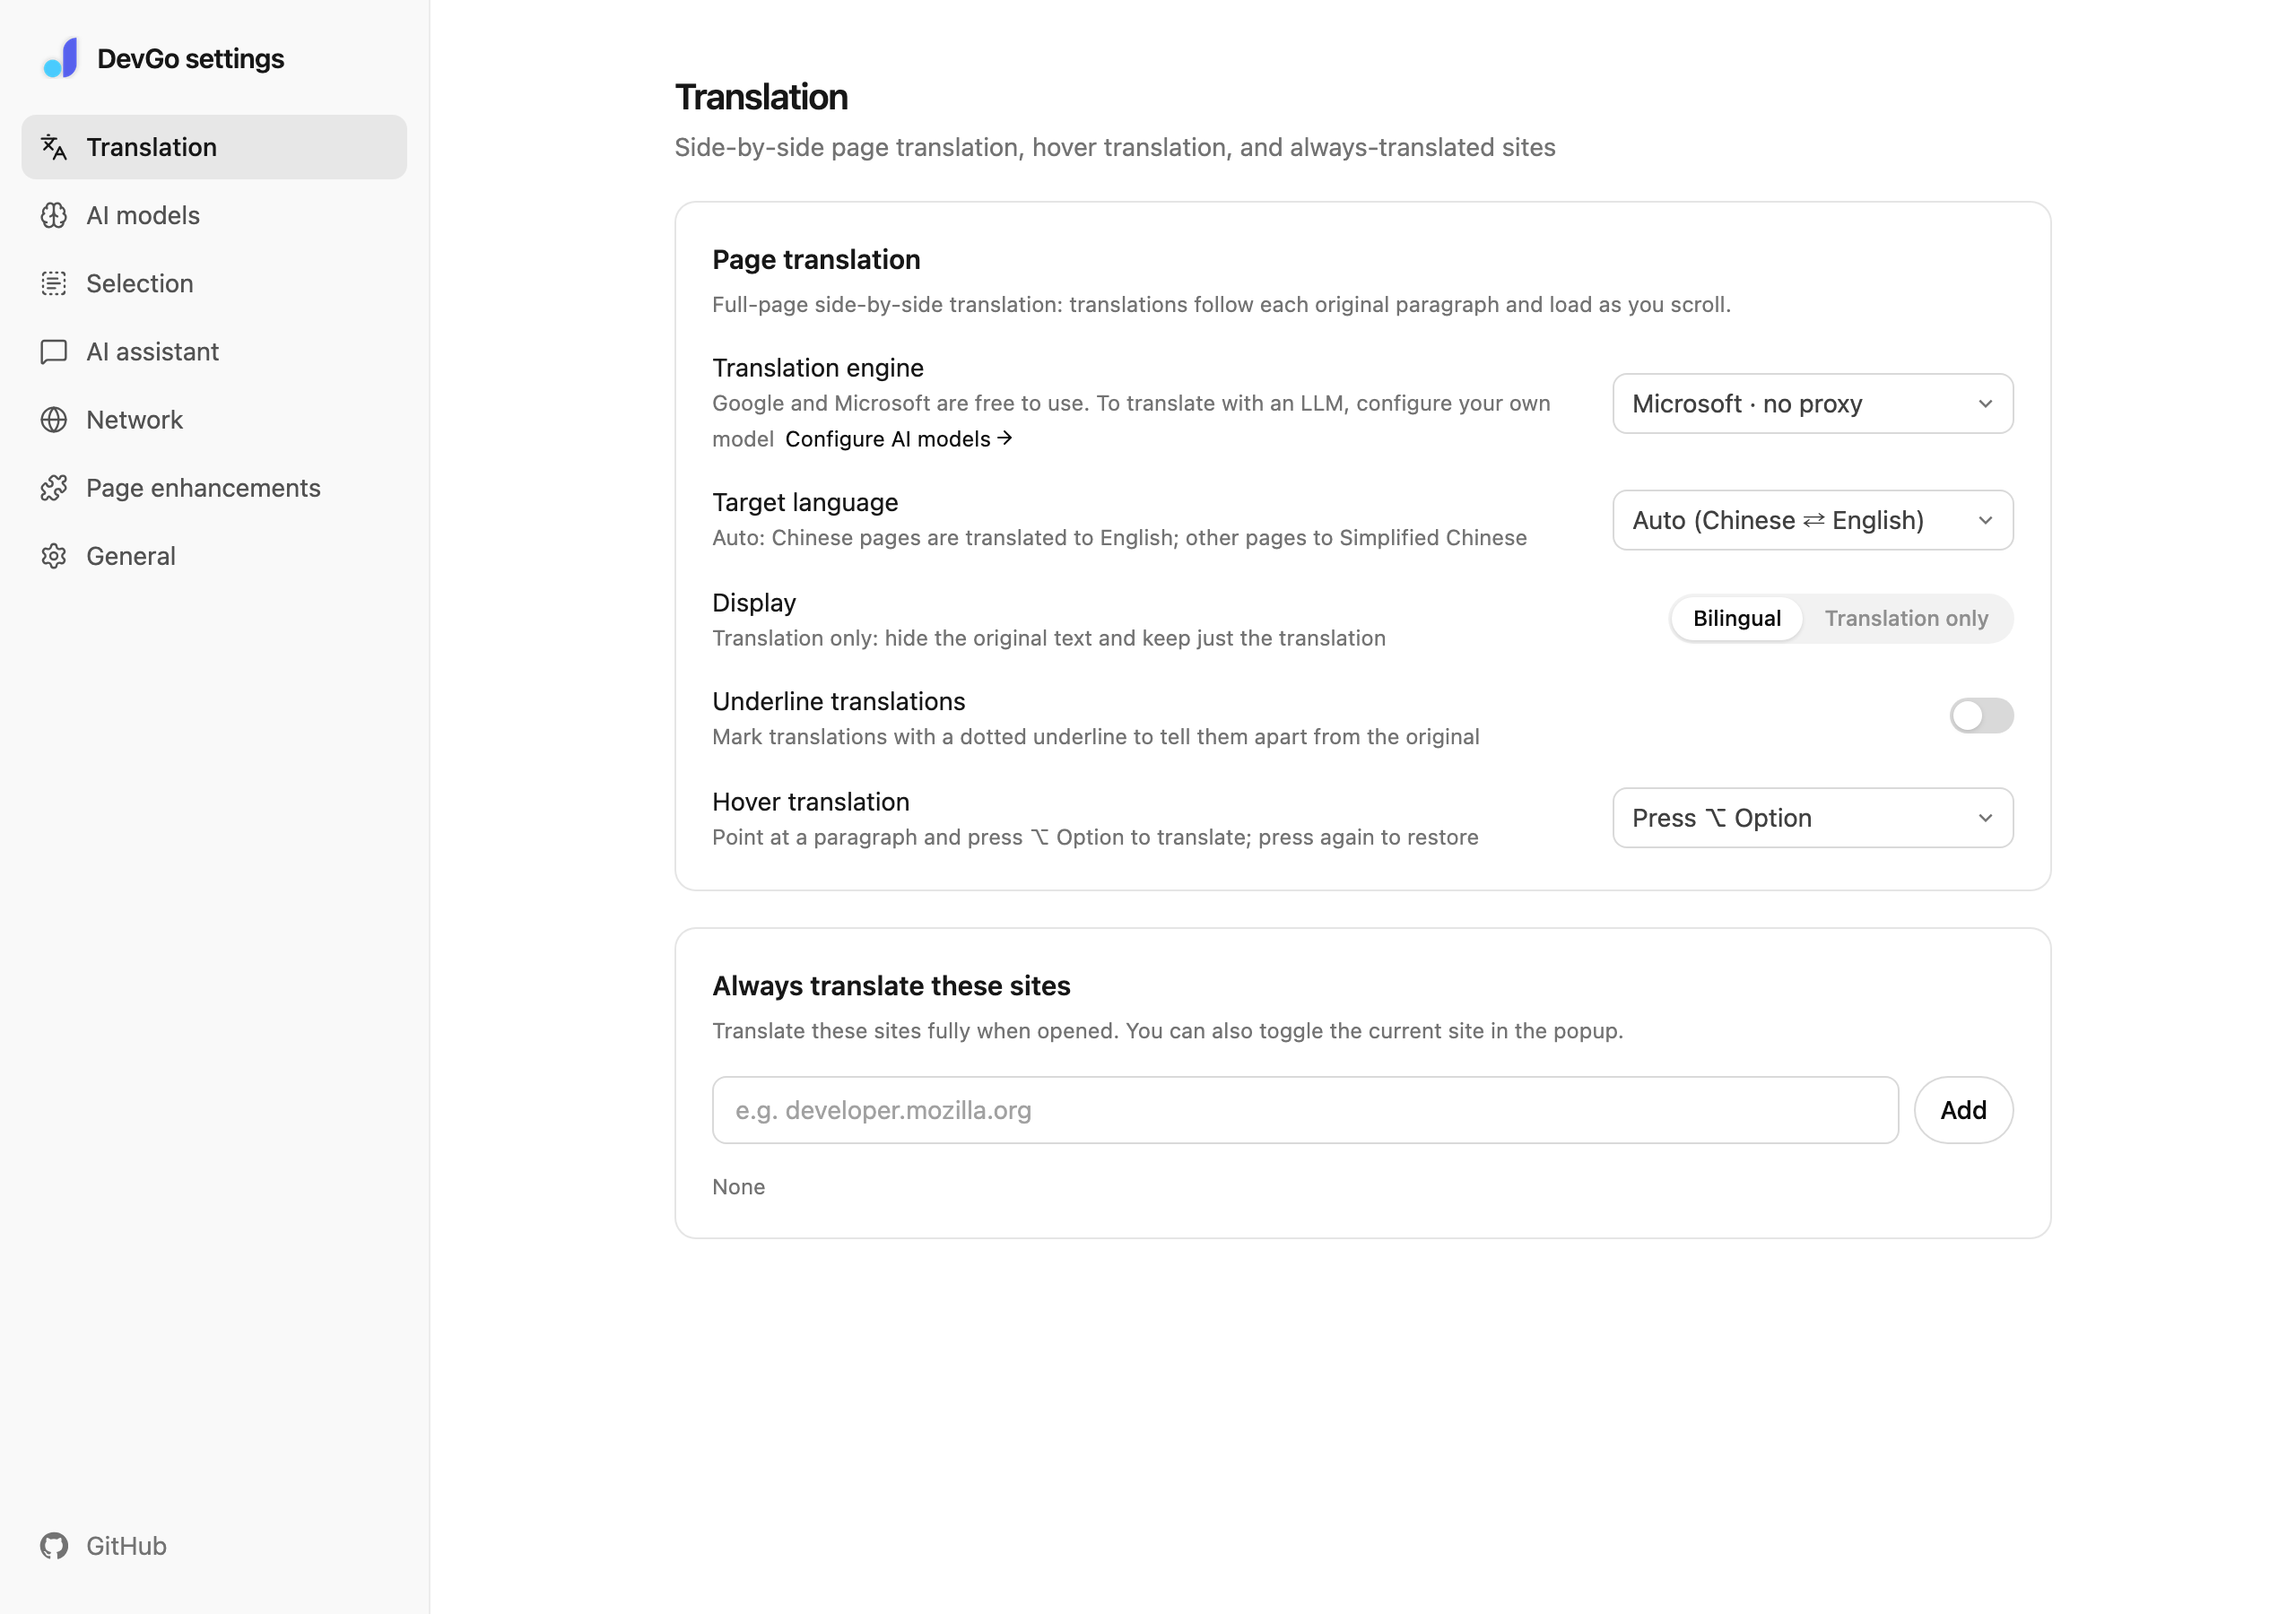 DevGo settings
Translation
AI models
Selection
AI assistant
Network
Page enhancements
General
GitHub
Translation
Side-by-side page translation, hover translation, and always-translated sites
Page translation
Full-page side-by-side translation: translations follow each original paragraph and load as you scroll.
Translation engine
Google and Microsoft are free to use. To translate with an LLM, configure your own
model Configure AI models →
Microsoft · no proxy
Target language
Auto: Chinese pages are translated to English; other pages to Simplified Chinese
Auto (Chinese ⇄ English)
Display
Translation only: hide the original text and keep just the translation
Bilingual Translation only
Underline translations
Mark translations with a dotted underline to tell them apart from the original
Hover translation
Point at a paragraph and press ⌥ Option to translate; press again to restore
Press ⌥ Option
Always translate these sites
Translate these sites fully when opened. You can also toggle the current site in the popup.
e.g. developer.mozilla.org
Add
None